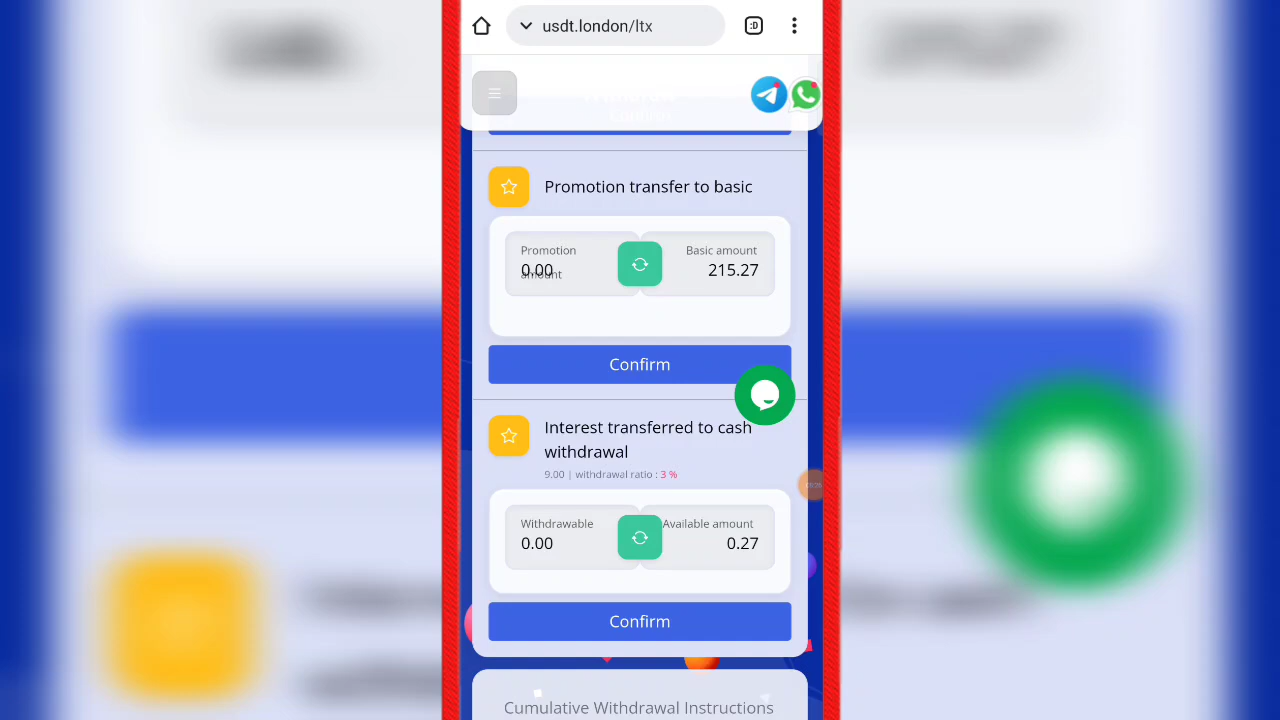 usdt.london/ltx
:D
Confirm
Promotion transfer to basic
Promotion amount
0.00
Basic amount
215.27
Confirm
Interest transferred to cash
withdrawal
9.00 | withdrawal ratio : 3 %
Withdrawable
0.00
Available amount
0.27
Confirm
Cumulative Withdrawal Instructions